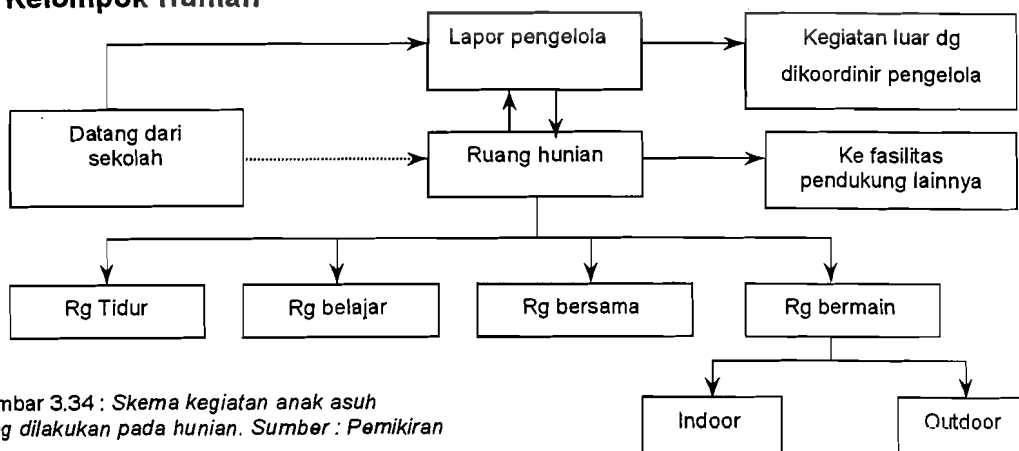 Kelompok Hunian
Lapor pengelola
Kegiatan luar dg
dikoordinir pengelola
Datang dari
sekolah
Ruang hunian
Ke fasilitas
pendukung lainnya
Rg Tidur
Rg belajar
Rg bersama
Rg bermain
Indoor
Outdoor
mbar 3.34 : Skema kegiatan anak asuh
g dilakukan pada hunian. Sumber : Pemikiran